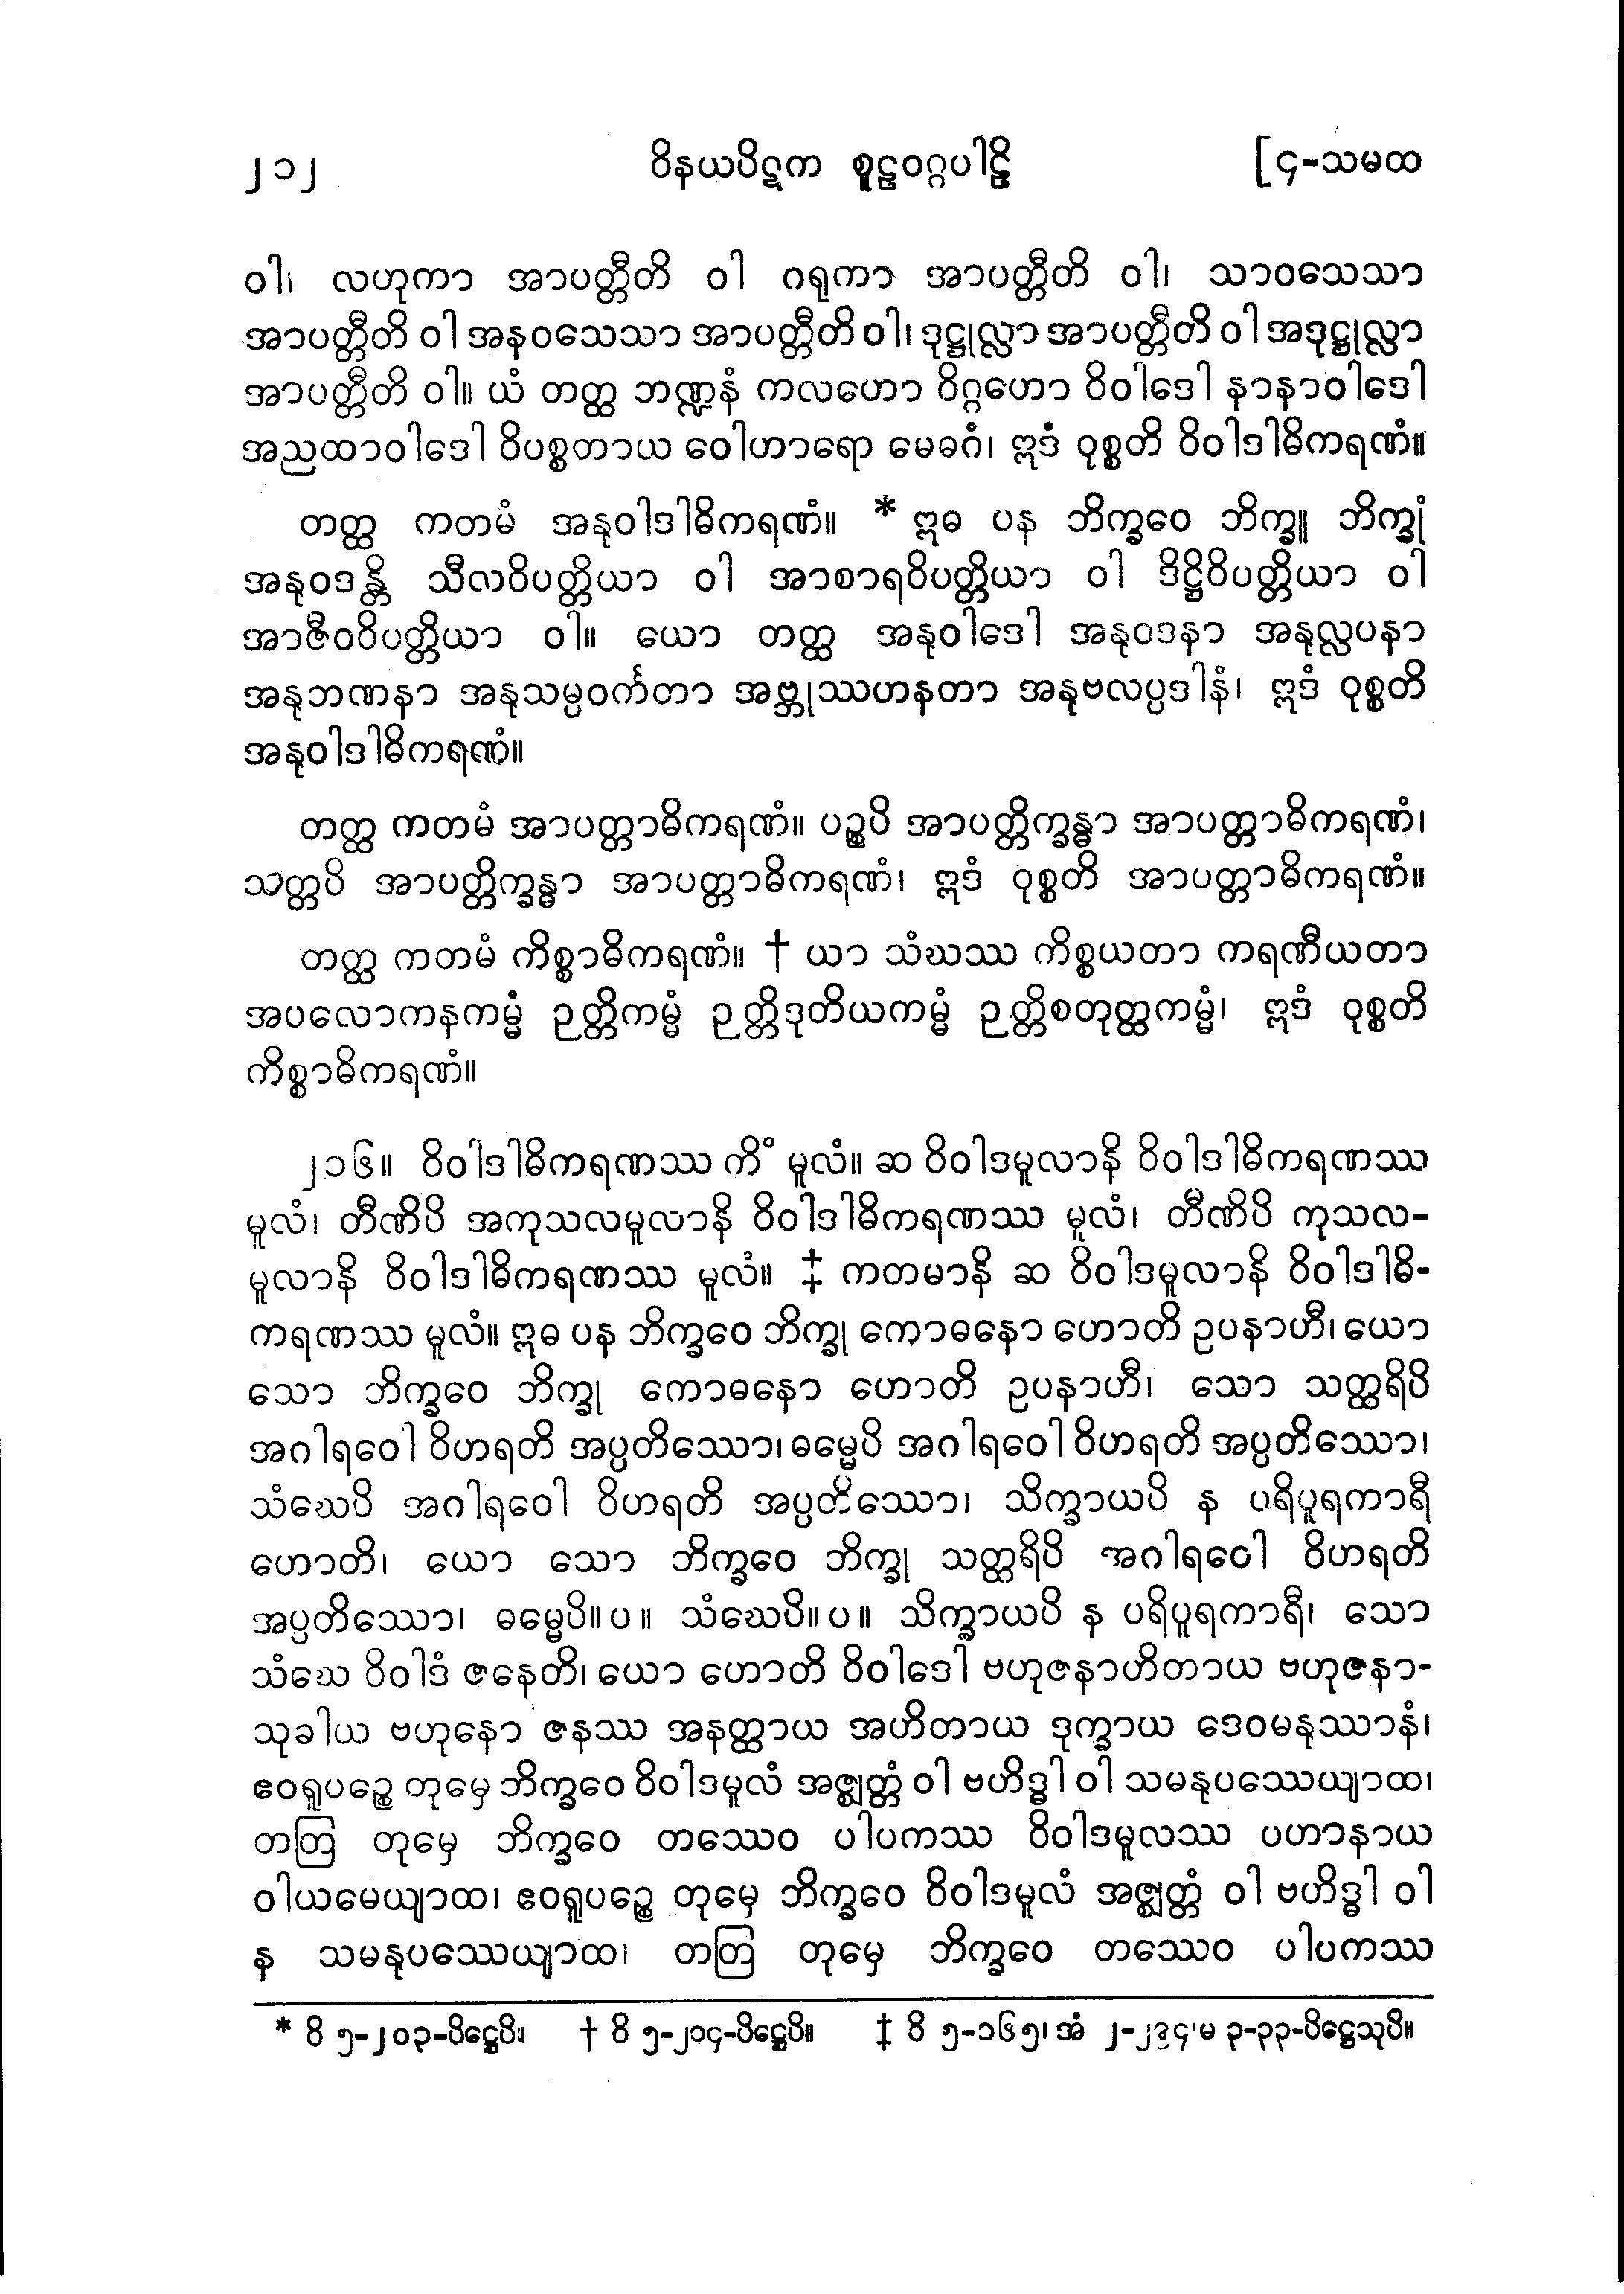 ၂၁၂ ဝိနယပိဋက စူဠဝဂ္ဂပါဠိ [၄-သမထ
ဝါ၊ လဟုကာ အာပတ္တီတိ ဝါ ဂရုကာ အာပတ္တီတိ ဝါ၊ သာဝသေသာ
အာပတ္တီတိ ဝါ အနဝသေသာ အာပတ္တီတိ ဝါ၊ ဒုဋ္ဌုလ္လာ အာပတ္တီတိ ဝါ အဒုဋ္ဌုလ္လာ
အာပတ္တီတိ ဝါ။ ယံ တတ္ထ ဘဏ္ဍနံ ကလဟော ဝိဂ္ဂဟော ဝိဝါဒေါ နာနာဝါဒေါ
အညထာဝါဒေါ ဝိပစ္စတာယ ဝေါဟာရော မေဓဂံ၊ ဣဒံ ဝုစ္စတိ ဝိဝါဒါဓိကရဏံ။
တတ္ထ ကတမံ အနုဝါဒါဓိကရဏံ။ * ဣဓ ပန ဘိက္ခဝေ ဘိက္ခူ ဘိက္ခုံ
အနုဝဒန္တိ သီလဝိပတ္တိယာ ဝါ အာစာရဝိပတ္တိယာ ဝါ ဒိဋ္ဌိဝိပတ္တိယာ ဝါ
အာဇီဝဝိပတ္တိယာ ဝါ။ ယော တတ္ထ အနုဝါဒေါ အနုဝဒနာ အနုလ္လပနာ
အနုဘဏနာ အနုသမ္ပဝင်္ကတာ အဗ္ဘုဿဟနတာ အနုဗလပ္ပဒါနံ၊ ဣဒံ ဝုစ္စတိ
အနုဝါဒါဓိကရဏံ။
တတ္ထ ကတမံ အာပတ္တာဓိကရဏံ။ ပဉ္စပိ အာပတ္တိက္ခန္ဓာ အာပတ္တာဓိကရဏံ၊
သတ္တပိ အာပတ္တိက္ခန္ဓာ အာပတ္တာဓိကရဏံ၊ ဣဒံ ဝုစ္စတိ အာပတ္တာဓိကရဏံ။
တတ္ထ ကတမံ ကိစ္စာဓိကရဏံ။ † ယာ သံဃဿ ကိစ္စယတာ ကရဏီယတာ
အပလောကနကမ္မံ ဉတ္တိကမ္မံ ဉတ္တိဒုတိယကမ္မံ ဉတ္တိစတုတ္ထကမ္မံ၊ ဣဒံ ဝုစ္စတိ
ကိစ္စာဓိကရဏံ။
၂၁၆။ ဝိဝါဒါဓိကရဏဿ ကိံ မူလံ။ ဆ ဝိဝါဒမူလာနိ ဝိဝါဒါဓိကရဏဿ
မူလံ၊ တီဏိပိ အကုသလမူလာနိ ဝိဝါဒါဓိကရဏဿ မူလံ၊ တီဏိပိ ကုသလ-
မူလာနိ ဝိဝါဒါဓိကရဏဿ မူလံ။ ‡ ကတမာနိ ဆ ဝိဝါဒမူလာနိ ဝိဝါဒါဓိ-
ကရဏဿ မူလံ။ ဣဓ ပန ဘိက္ခဝေ ဘိက္ခု ကောဓနော ဟောတိ ဥပနာဟီ၊ ယော
သော ဘိက္ခဝေ ဘိက္ခု ကောဓနော ဟောတိ ဥပနာဟီ၊ သော သတ္ထရိပိ
အဂါရဝေါ ဝိဟရတိ အပ္ပတိဿော၊ ဓမ္မေပိ အဂါရဝေါ ဝိဟရတိ အပ္ပတိဿော၊
သံဃေပိ အဂါရဝေါ ဝိဟရတိ အပ္ပတိဿော၊ သိက္ခာယပိ န ပရိပူရကာရီ
ဟောတိ၊ ယော သော ဘိက္ခဝေ ဘိက္ခု သတ္ထရိပိ အဂါရဝေါ ဝိဟရတိ
အပ္ပတိဿော၊ ဓမ္မေပိ။ပ။ သံဃေပိ။ပ။ သိက္ခာယပိ န ပရိပူရကာရီ၊ သော
သံဃေ ဝိဝါဒံ ဇနေတိ၊ ယော ဟောတိ ဝိဝါဒေါ ဗဟုဇနာဟိတာယ ဗဟုဇနာ-
သုခါယ ဗဟုနော ဇနဿ အနတ္ထာယ အဟိတာယ ဒုက္ခာယ ဒေဝမနုဿာနံ၊
ဧဝရူပဉ္စေ တုမှေ ဘိက္ခဝေ ဝိဝါဒမူလံ အဇ္ဈတ္တံ ဝါ ဗဟိဒ္ဓါ ဝါ သမနုပဿေယျာထ၊
တတြ တုမှေ ဘိက္ခဝေ တဿေဝ ပါပကဿ ဝိဝါဒမူလဿ ပဟာနာယ
ဝါယမေယျာထ၊ ဧဝရူပဉ္စေ တုမှေ ဘိက္ခဝေ ဝိဝါဒမူလံ အဇ္ဈတ္တံ ဝါ ဗဟိဒ္ဓါ ဝါ
န သမနုပဿေယျာထ၊ တတြ တုမှေ ဘိက္ခဝေ တဿေဝ ပါပကဿ
* ဝိ ၅-၂၀၃-ပိဋ္ဌေပိ။ † ဝိ ၅-၂၁၄-ပိဋ္ဌေပိ။ ‡ ဝိ ၅-၁၆၅၊ အံ မ ၃-၃၃-ပိဋ္ဌေသုပိ။